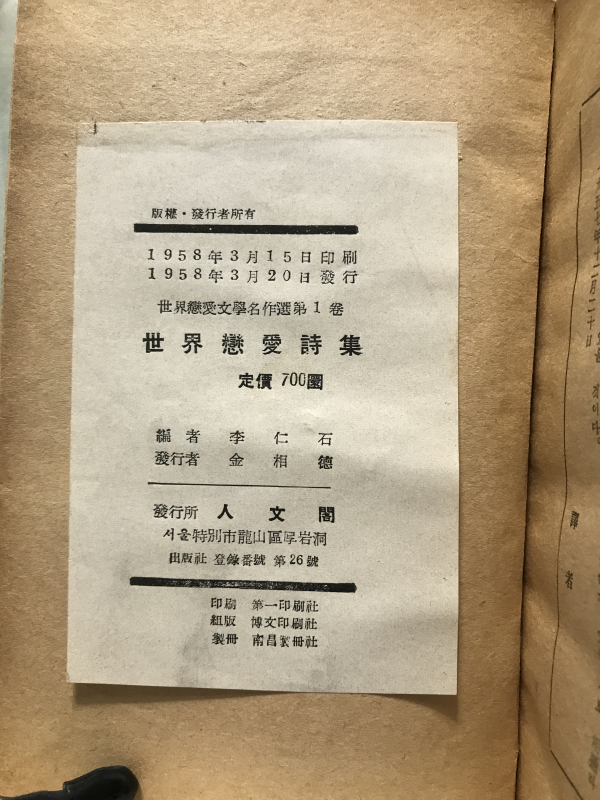 版權・發行者所有
1958年3月15日印刷
1958年3月20日發行
世界戀愛文學名作選第1卷
世界戀愛詩集
定價 700圜
編者 李仁石
發行者 金相德
發行所 人文閣
서울特別市龍山區厚岩洞
出版社 登錄番號 第26號
印刷 第一印刷社
組版 博文印刷社
製冊 南昌製冊社
譯者